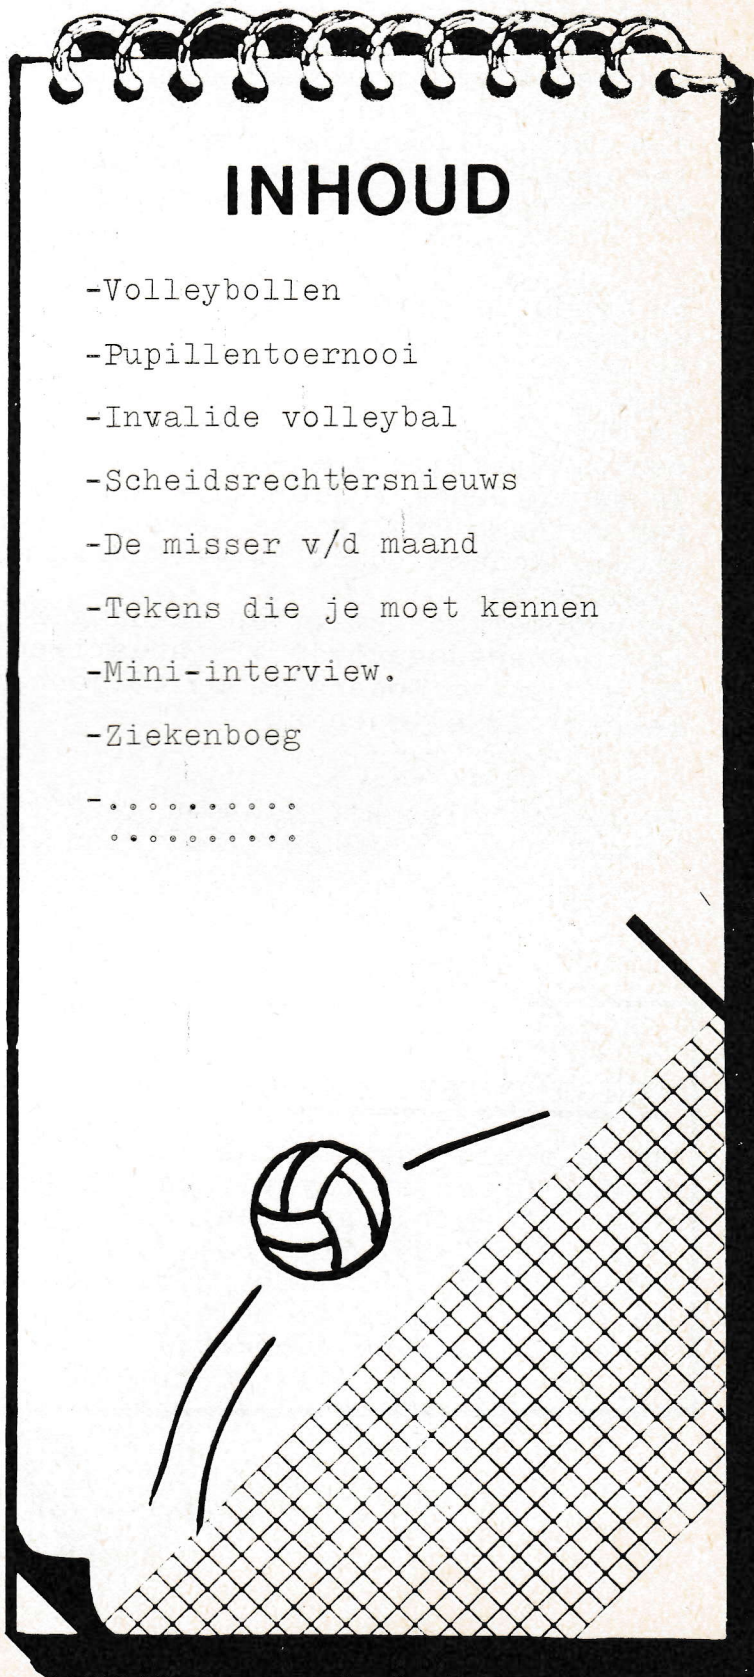 INHOUD
-Volleybollen
-Pupillentoernooi
-Invalide volleybal
-Scheidsrechtersnieuws
-De misser v/d maand
-Tekens die je moet kennen
-Mini-interview.
-Ziekenboeg
-..........
..........